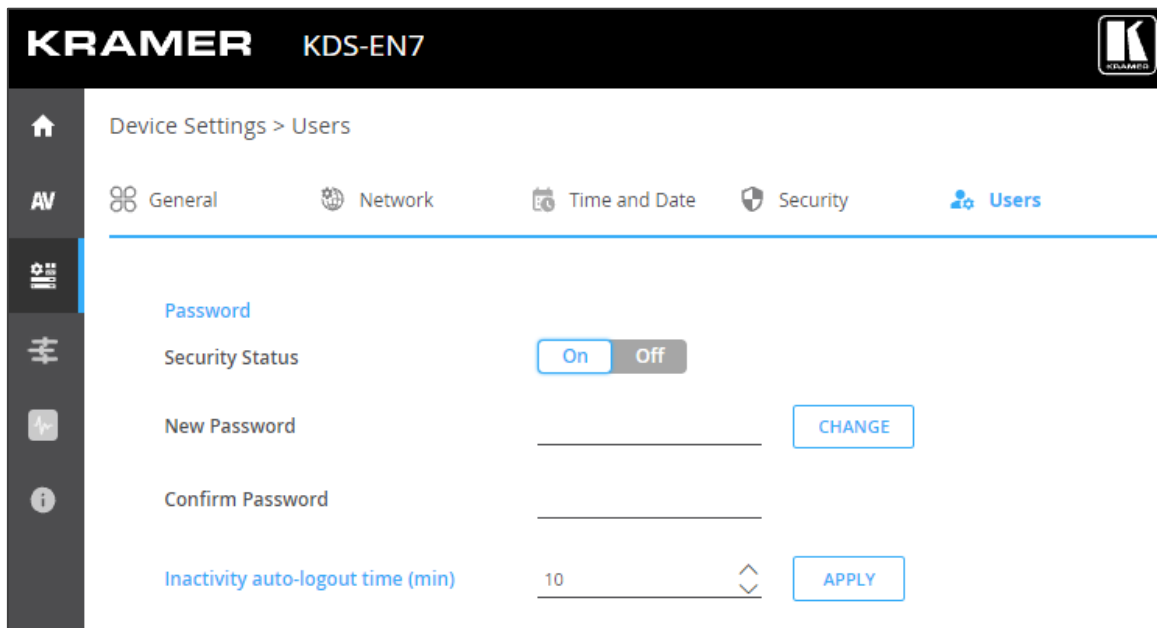 KRAMER KDS-EN7
KRAMER
Device Settings > Users
AV
General Network Time and Date Security Users
Password
Security Status On Off
New Password CHANGE
Confirm Password
Inactivity auto-logout time (min) 10 APPLY